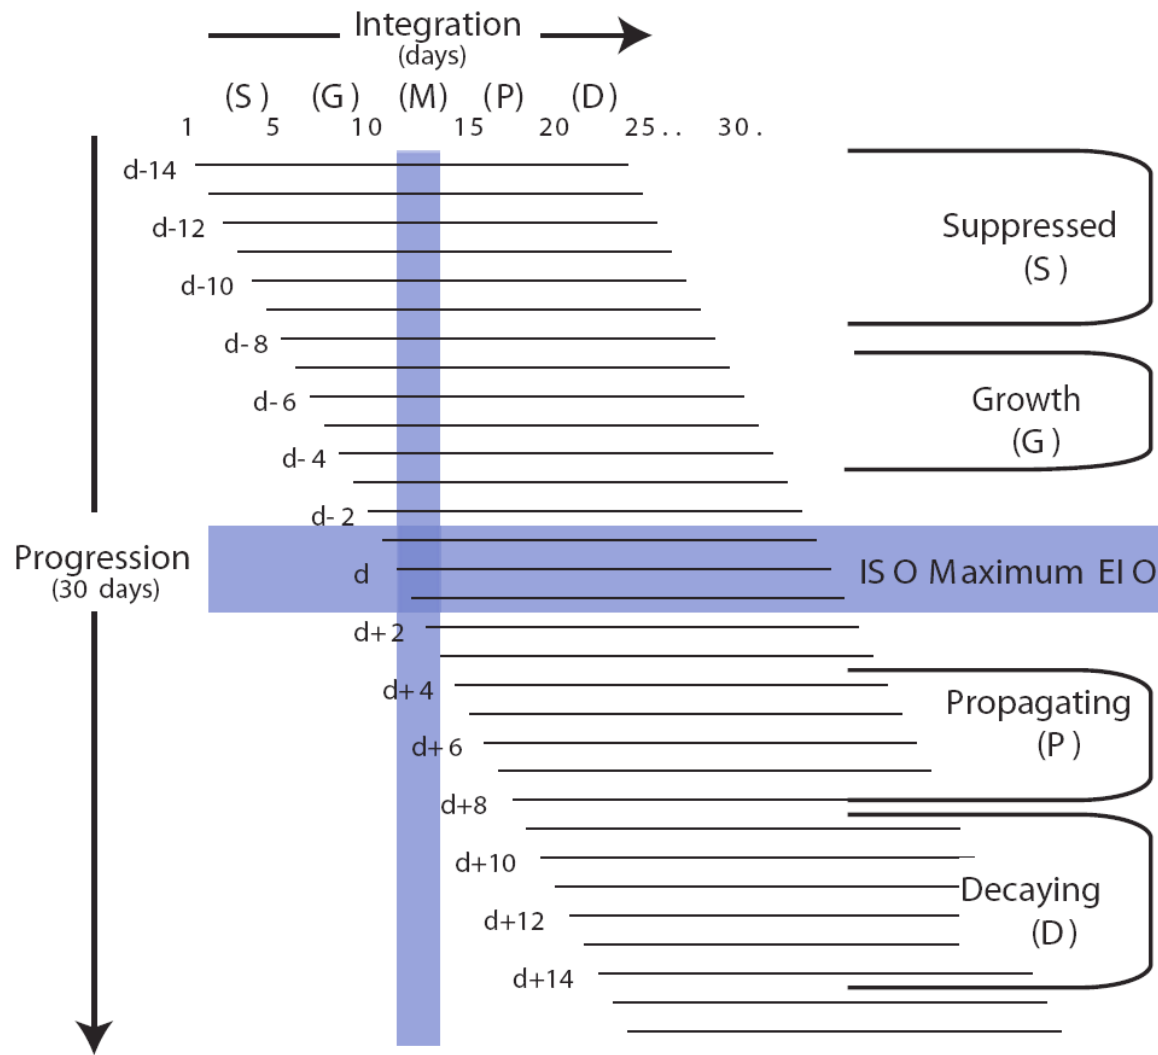 Integration
(days)
(S) (G) (M) (P) (D)
1 5 10 15 20 25.. 30.
d-14
d-12
Suppressed
(S)
d-10
d-8
d-6
Growth
(G)
d-4
d-2
Progression
(30 days)
d
ISO Maximum EIO
d+2
d+4
Propagating
(P)
d+6
d+8
d+10
Decaying
(D)
d+12
d+14